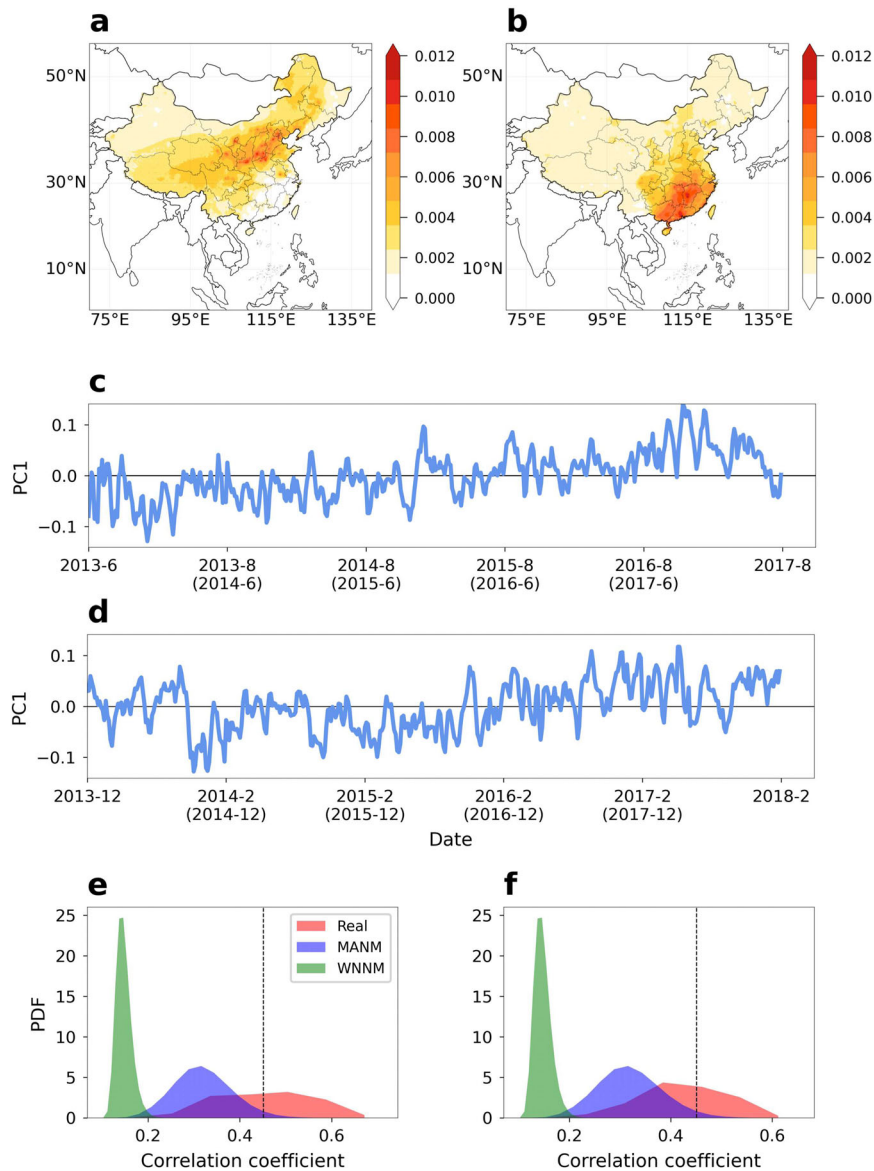 a
b
50°N
30°N
10°N
75°E 95°E 115°E 135°E
0.012
0.010
0.008
0.006
0.004
0.002
0.000
50°N
30°N
10°N
75°E 95°E 115°E 135°E
0.012
0.010
0.008
0.006
0.004
0.002
0.000
c
PC1
0.1
0.0
−0.1
2013-6 2013-8 2014-8 2015-8 2016-8 2017-8
(2014-6) (2015-6) (2016-6) (2017-6)
d
PC1
0.1
0.0
−0.1
2013-12 2014-2 2015-2 2016-2 2017-2 2018-2
(2014-12) (2015-12) (2016-12) (2017-12)
Date
e
PDF
25
20
15
10
5
0
Real
MANM
WNNM
0.2 0.4 0.6
Correlation coefficient
f
25
20
15
10
5
0
0.2 0.4 0.6
Correlation coefficient